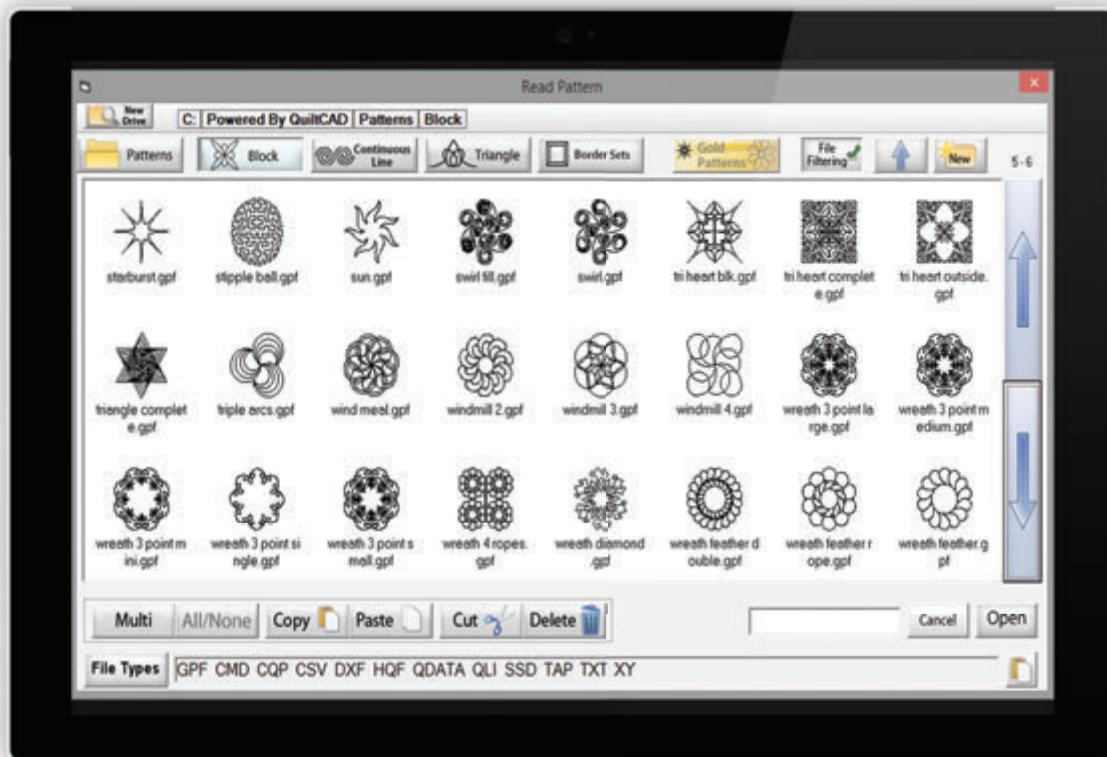 Read Pattern
New Drive C: Powered By QuiltCAD Patterns Block
Patterns Block Continuous Line Triangle Border Sets Gold Patterns File Filtering New 5-6
starburst.gpf stipple ball.gpf sun.gpf swirl fill.gpf swirl.gpf tri heart blk.gpf tri heart complet tri heart outside.
e.gpf gpf
triangle complet triple arcs.gpf wind meal.gpf windmill 2.gpf windmill 3.gpf windmill 4.gpf wreath 3 point la wreath 3 point m
e.gpf rge.gpf edium.gpf
wreath 3 point m wreath 3 point si wreath 3 point s wreath 4 ropes. wreath diamond wreath feather d wreath feather r wreath feather.g
ini.gpf ngle.gpf mall.gpf gpf .gpf ouble.gpf ope.gpf pf
Multi All/None Copy Paste Cut Delete Cancel Open
File Types GPF CMD CQP CSV DXF HQF QDATA QLI SSD TAP TXT XY